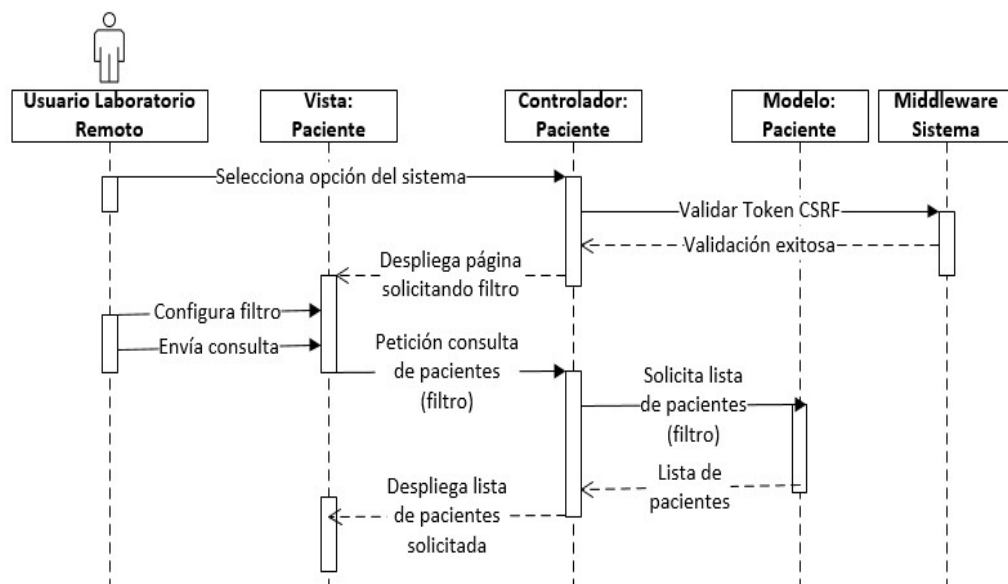 Usuario Laboratorio
Remoto
Vista:
Paciente
Controlador:
Paciente
Modelo:
Paciente
Middleware
Sistema
Selecciona opción del sistema
Validar Token CSRF
Validación exitosa
Despliega página
solicitando filtro
Configura filtro
Envía consulta
Petición consulta
de pacientes
(filtro)
Solicita lista
de pacientes
(filtro)
Lista de
pacientes
Despliega lista
de pacientes
solicitada